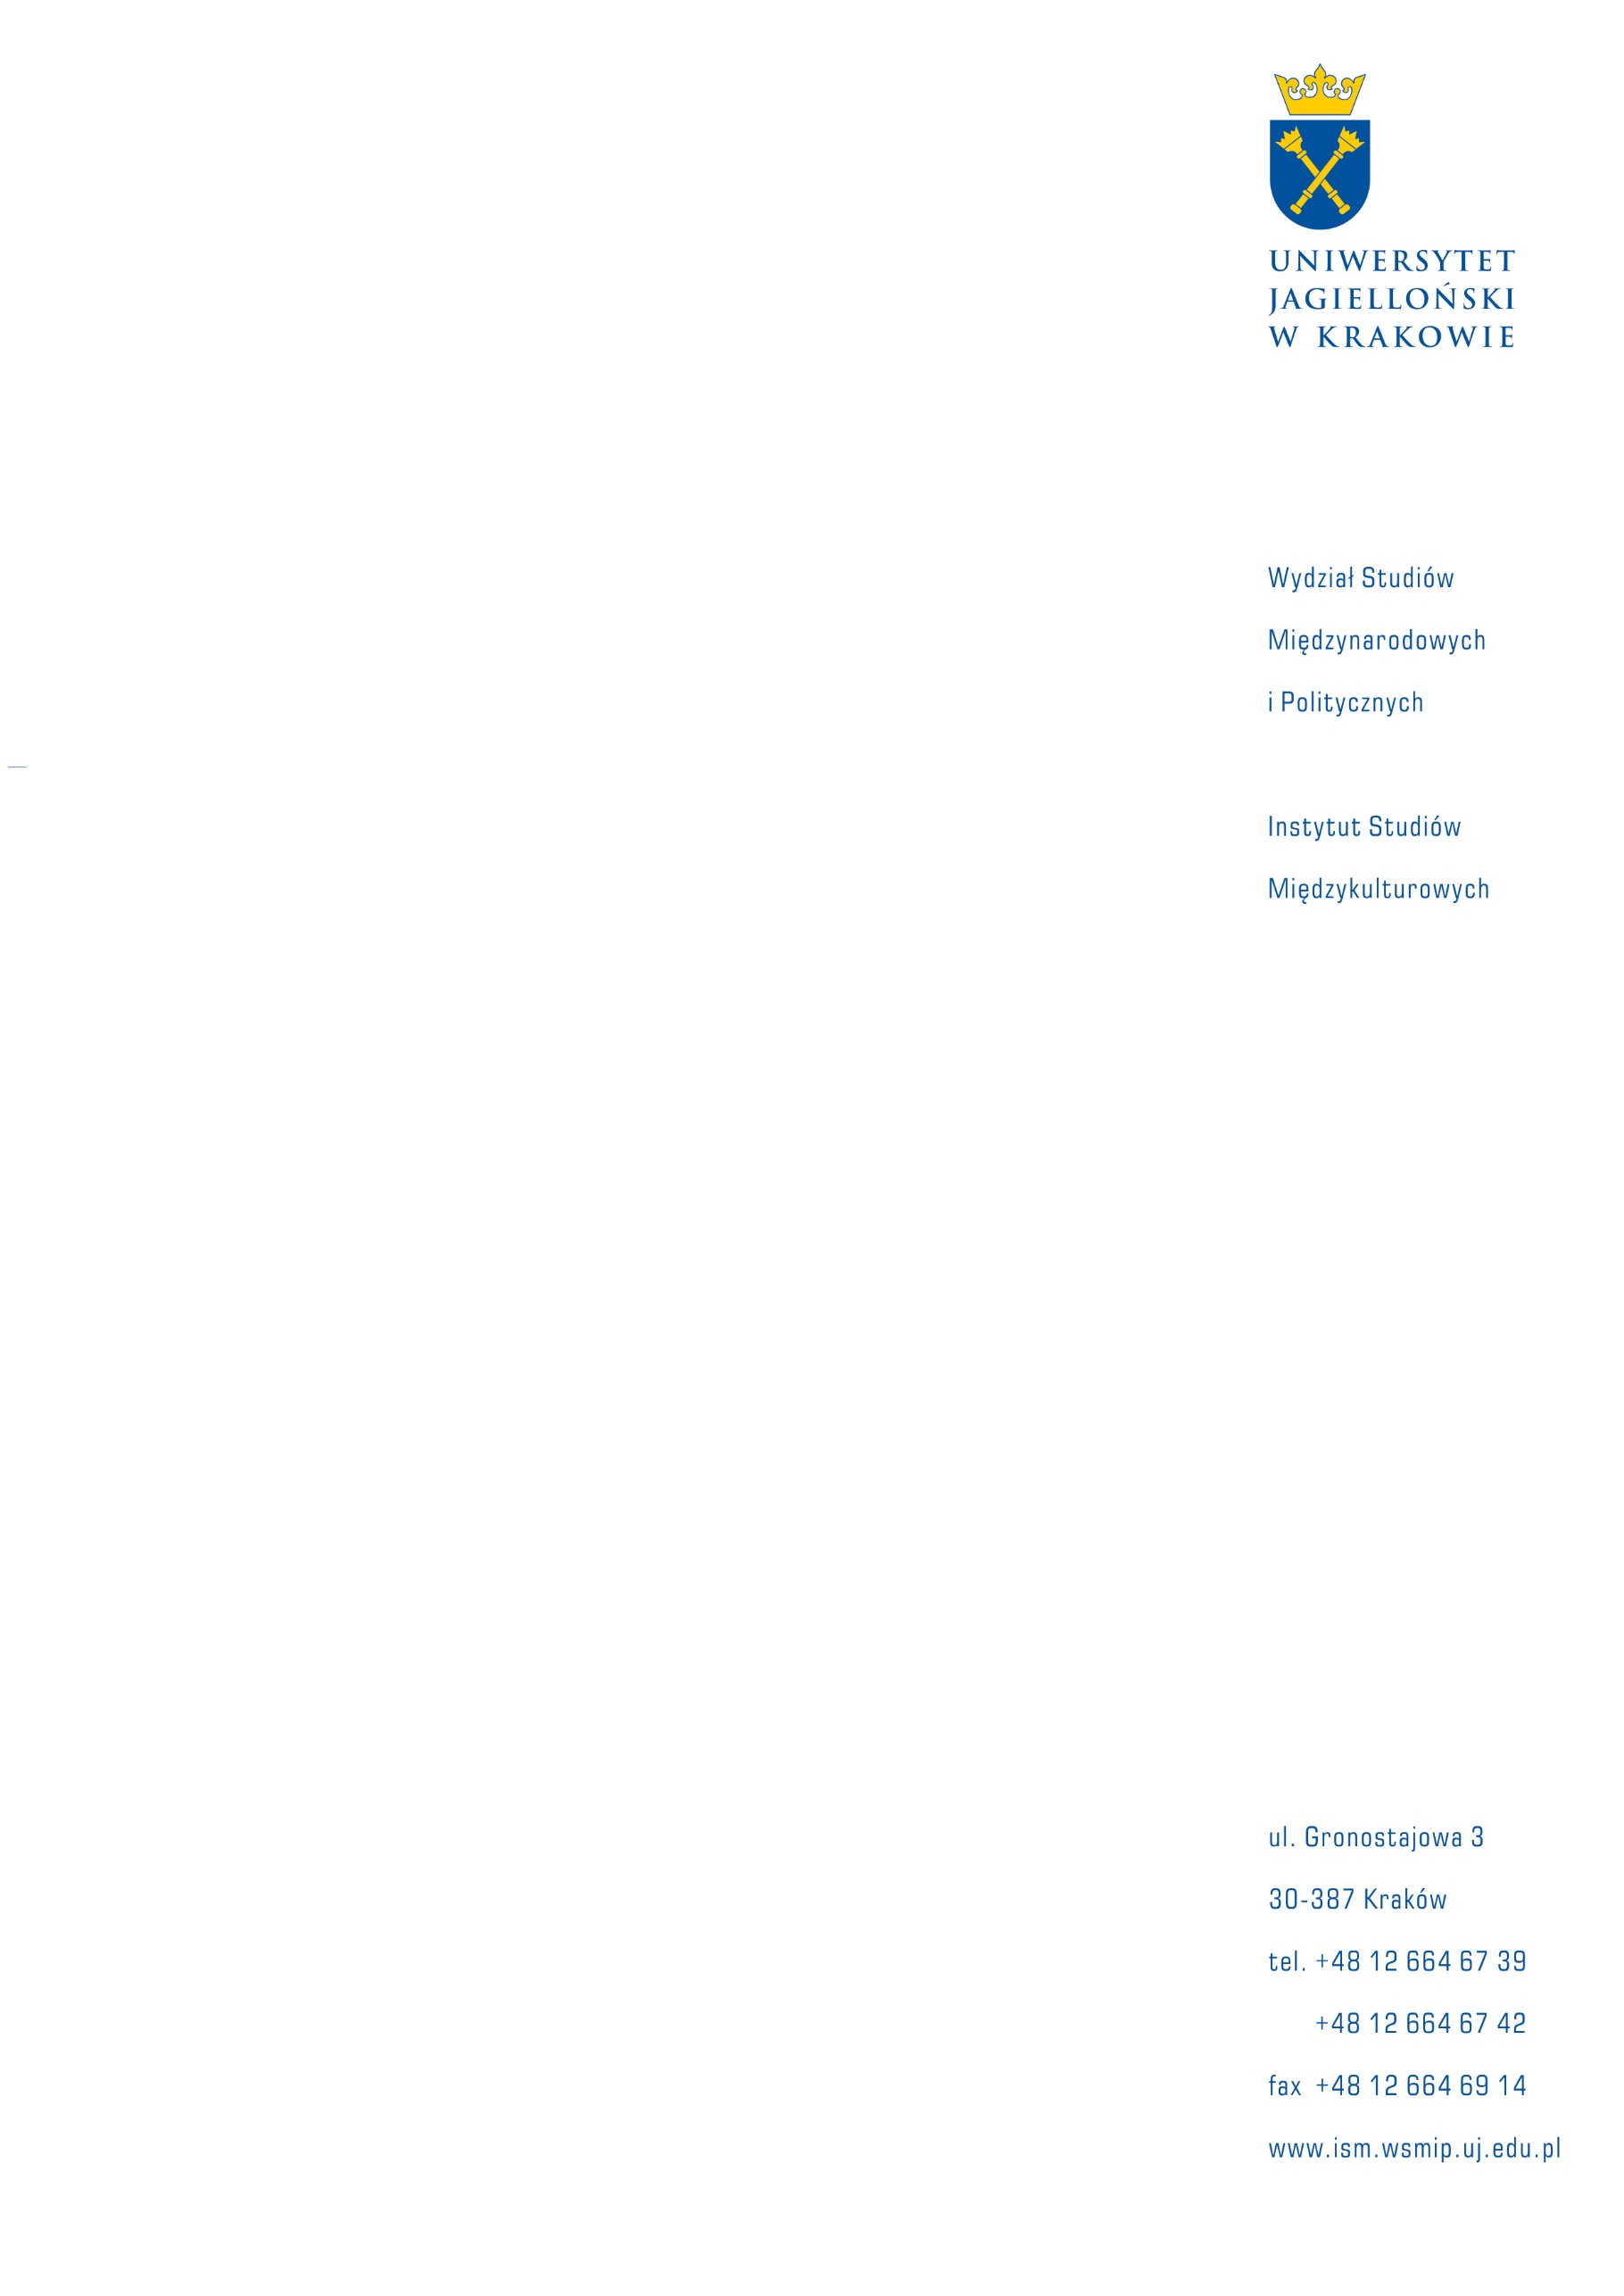 UNIWERSYTET
JAGIELLOŃSKI
W KRAKOWIE
Wydział Studiów
Międzynarodowych
i Politycznych
Instytut Studiów
Międzykulturowych
ul. Gronostajowa 3
30-387 Kraków
tel. +48 12 664 67 39
+48 12 664 67 42
fax +48 12 664 69 14
www.ism.wsmip.uj.edu.pl